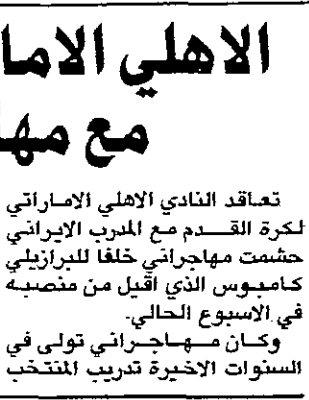 الاهلي الاما
مع مها
تعاقد النادي الاهلي الاماراتي
لكرة القدم مع المدرب الايراني
حشمت مهاجراني خلفا للبرازيلي
كامبوس الذي اقيل من منصبه
في الاسبوع الحالي.
وكان مهاجراني تولى في
السنوات الاخيرة تدريب المنتخب